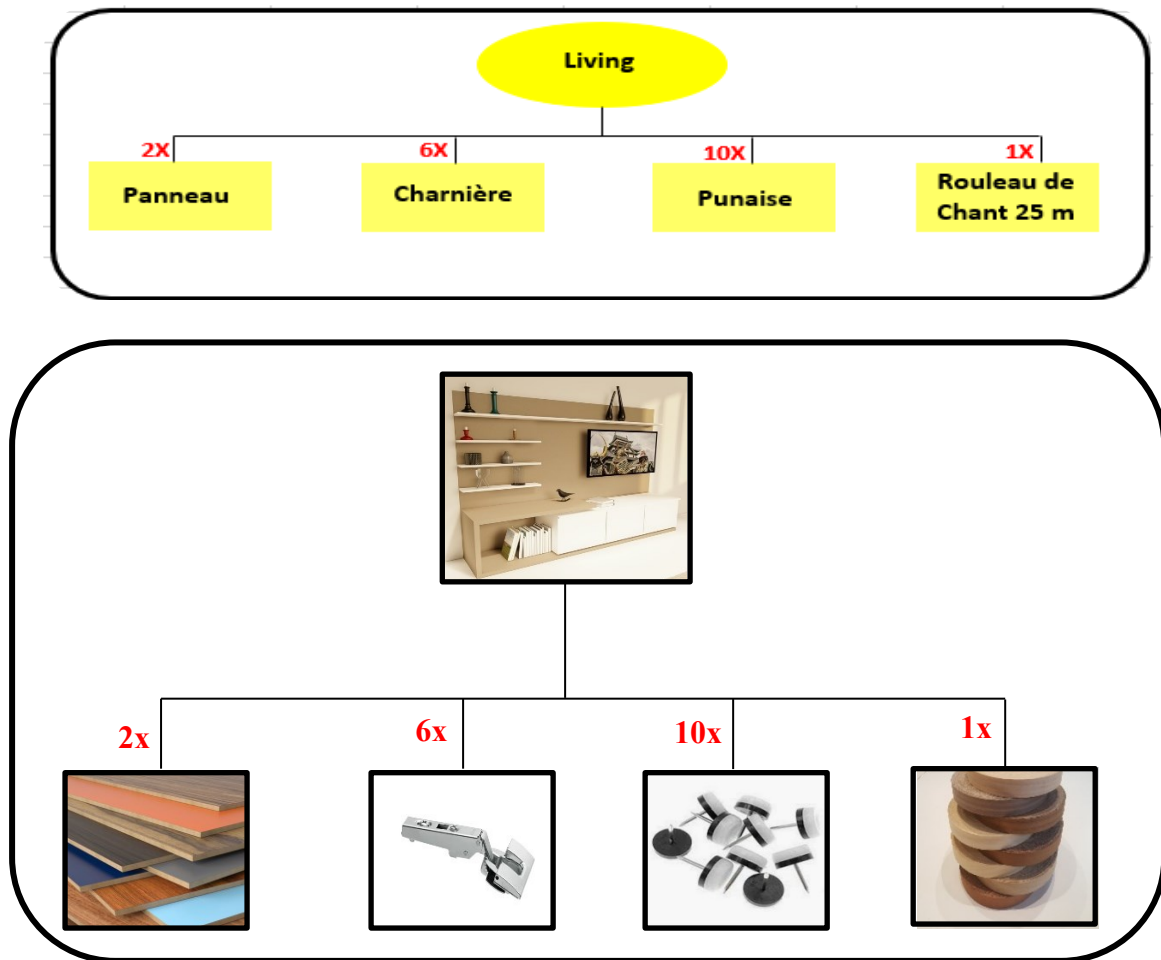 Living
2X
6X
10X
1X
Panneau
Charnière
Punaise
Rouleau de
Chant 25 m
2x
6x
10x
1x